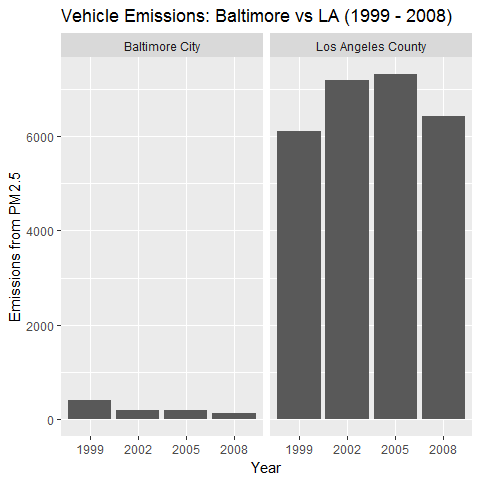 Vehicle Emissions: Baltimore vs LA (1999 - 2008)
Baltimore City
Los Angeles County
Emissions from PM2.5
6000
4000
2000
0
1999 2002 2005 2008
1999 2002 2005 2008
Year